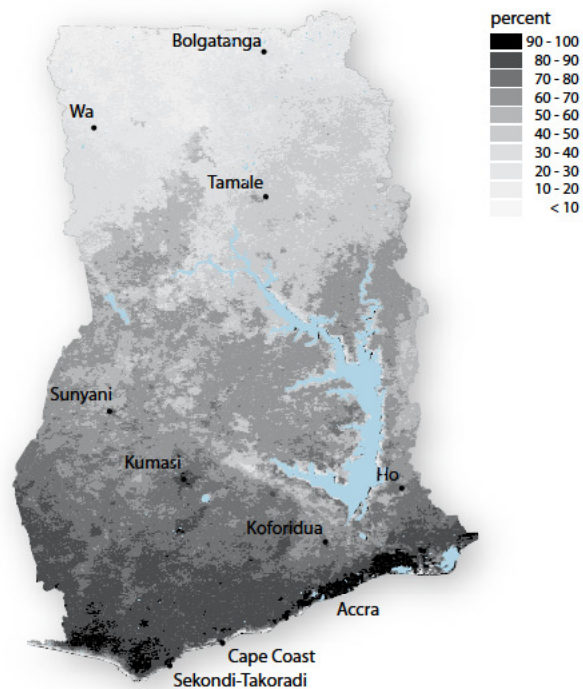 percent
90 - 100
80 - 90
70 - 80
60 - 70
50 - 60
40 - 50
30 - 40
20 - 30
10 - 20
< 10
Bolgatanga
Wa
Tamale
Sunyani
Kumasi
Ho
Koforidua
Accra
Cape Coast
Sekondi-Takoradi